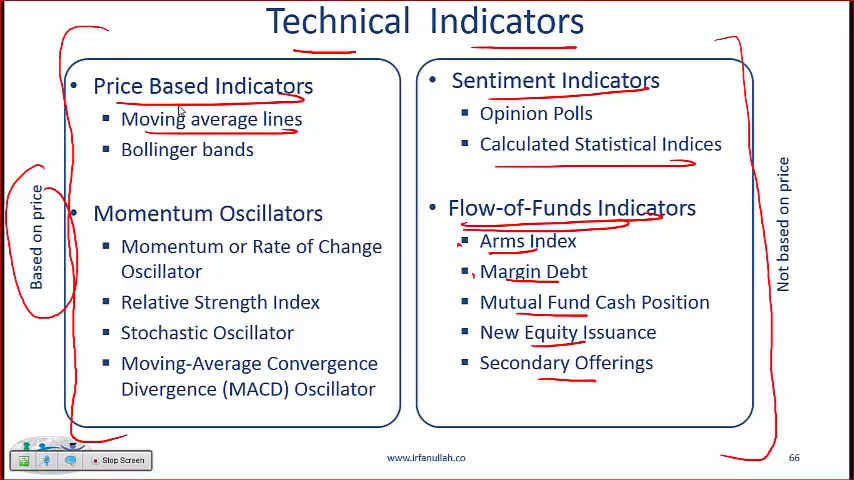 Technical Indicators
• Price Based Indicators
▪ Moving average lines
▪ Bollinger bands
• Momentum Oscillators
▪ Momentum or Rate of Change
Oscillator
▪ Relative Strength Index
▪ Stochastic Oscillator
▪ Moving-Average Convergence
Divergence (MACD) Oscillator
Based on price
• Sentiment Indicators
▪ Opinion Polls
▪ Calculated Statistical Indices
• Flow-of-Funds Indicators
▪ Arms Index
▪ Margin Debt
▪ Mutual Fund Cash Position
▪ New Equity Issuance
▪ Secondary Offerings
Not based on price
Stop Screen
www.irfanullah.co
66